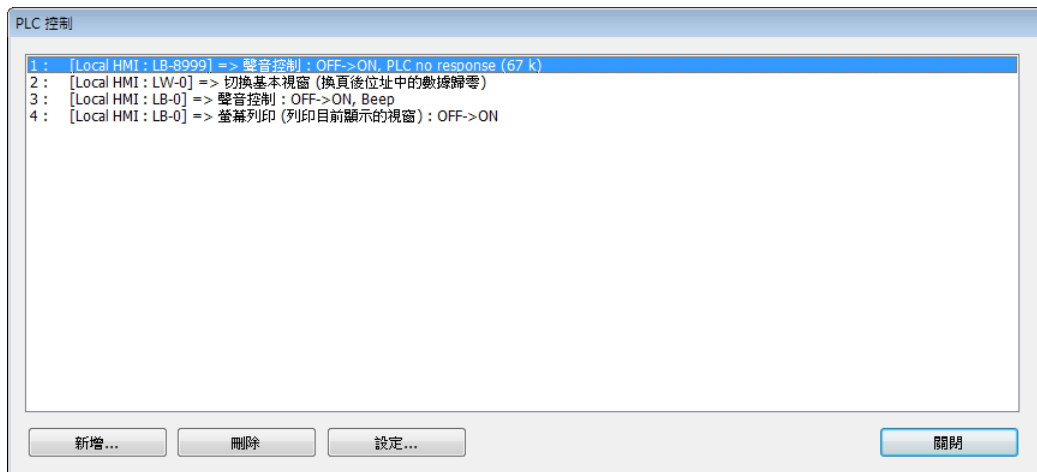 PLC 控制
1 : [Local HMI : LB-8999] => 聲音控制 : OFF->ON, PLC no response (67 k)
2 : [Local HMI : LW-0] => 切換基本視窗 (換頁後位址中的數據歸零)
3 : [Local HMI : LB-0] => 聲音控制 : OFF->ON, Beep
4 : [Local HMI : LB-0] => 螢幕列印 (列印目前顯示的視窗) : OFF->ON
新增... 刪除 設定... 關閉